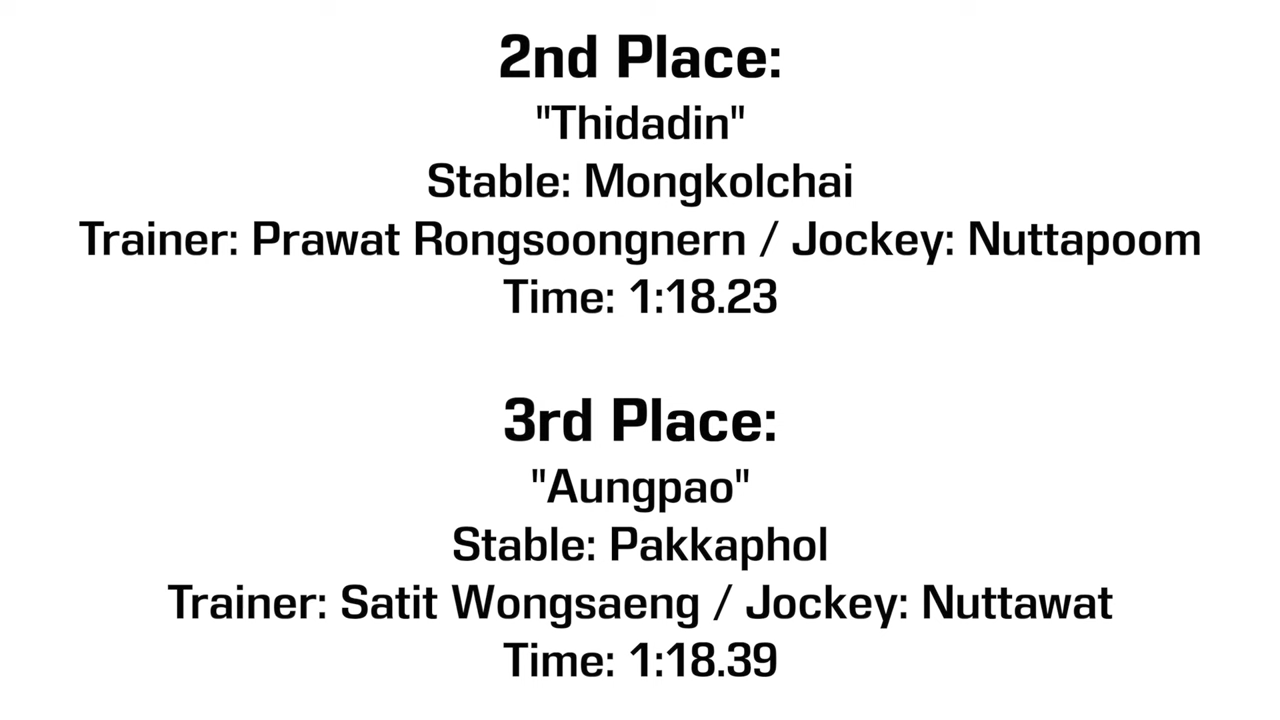 2nd Place:
"Thidadin"
Stable: Mongkolchai
Trainer: Prawat Rongsoongnern / Jockey: Nuttapoom
Time: 1:18.23
3rd Place:
"Aungpao"
Stable: Pakkaphol
Trainer: Satit Wongsaeng / Jockey: Nuttawat
Time: 1:18.39